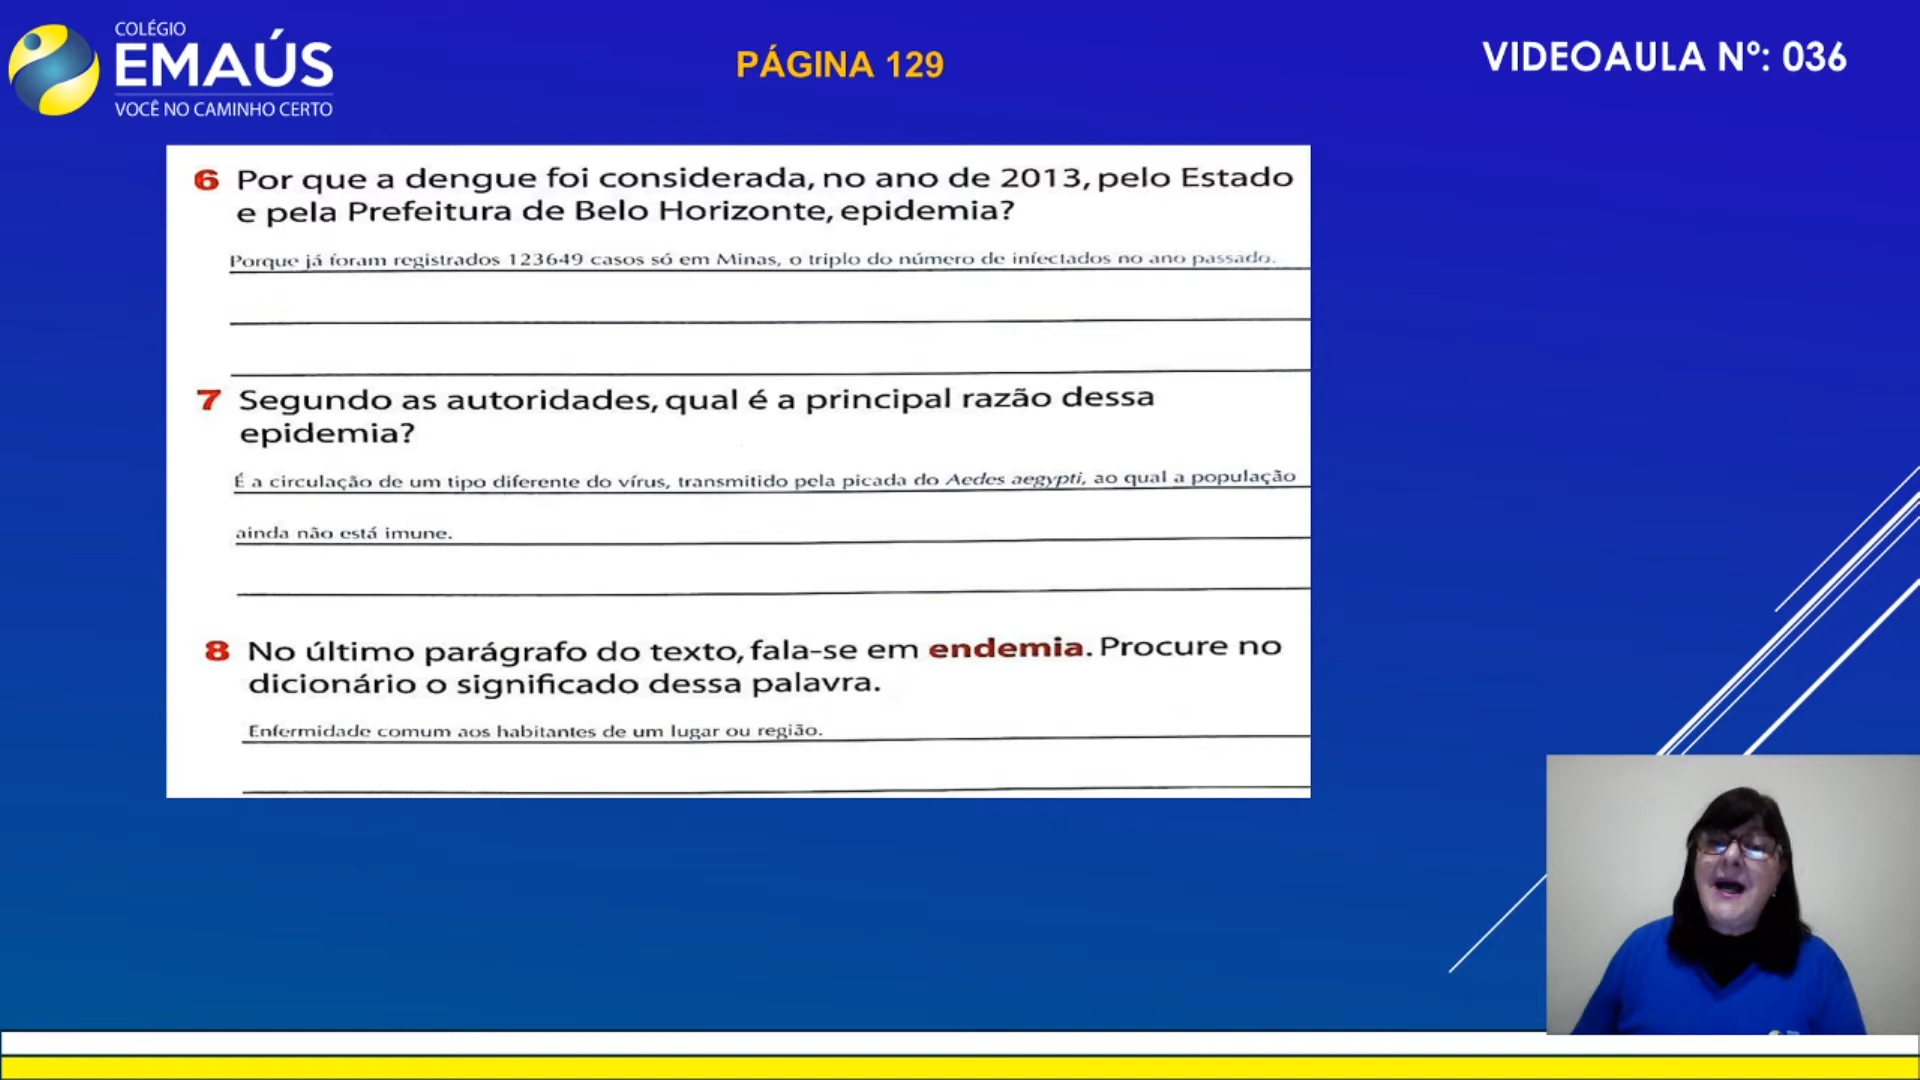 COLÉGIO
EMAÚS
VOCÊ NO CAMINHO CERTO
PÁGINA 129
VIDEOAULA Nº: 036
6 Por que a dengue foi considerada, no ano de 2013, pelo Estado
e pela Prefeitura de Belo Horizonte, epidemia?
Porque já foram registrados 123649 casos só em Minas, o triplo do número de infectados no ano passado.
7 Segundo as autoridades, qual é a principal razão dessa
epidemia?
É a circulação de um tipo diferente do vírus, transmitido pela picada do Aedes aegypti, ao qual a população
ainda não está imune.
8 No último parágrafo do texto, fala-se em endemia. Procure no
dicionário o significado dessa palavra.
Enfermidade comum aos habitantes de um lugar ou região.